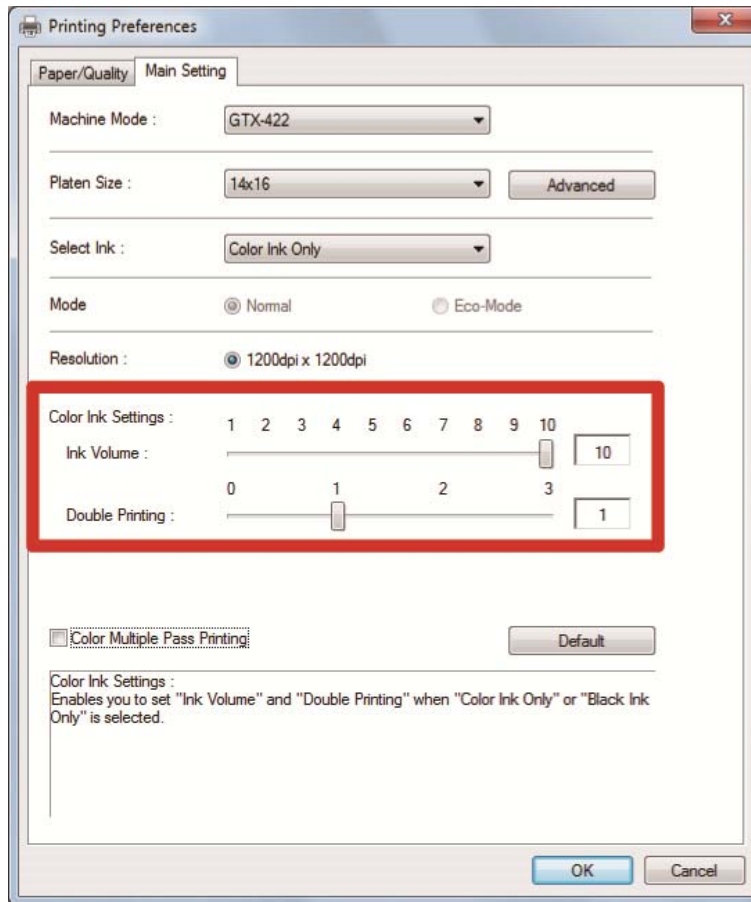 Printing Preferences
Paper/Quality Main Setting
Machine Mode : GTX-422
Platen Size : 14x16 Advanced
Select Ink : Color Ink Only
Mode Normal Eco-Mode
Resolution : 1200dpi x 1200dpi
Color Ink Settings : 1 2 3 4 5 6 7 8 9 10
Ink Volume : 10
0 1 2 3
Double Printing : 1
Color Multiple Pass Printing Default
Color Ink Settings :
Enables you to set "Ink Volume" and "Double Printing" when "Color Ink Only" or "Black Ink
Only" is selected.
OK Cancel